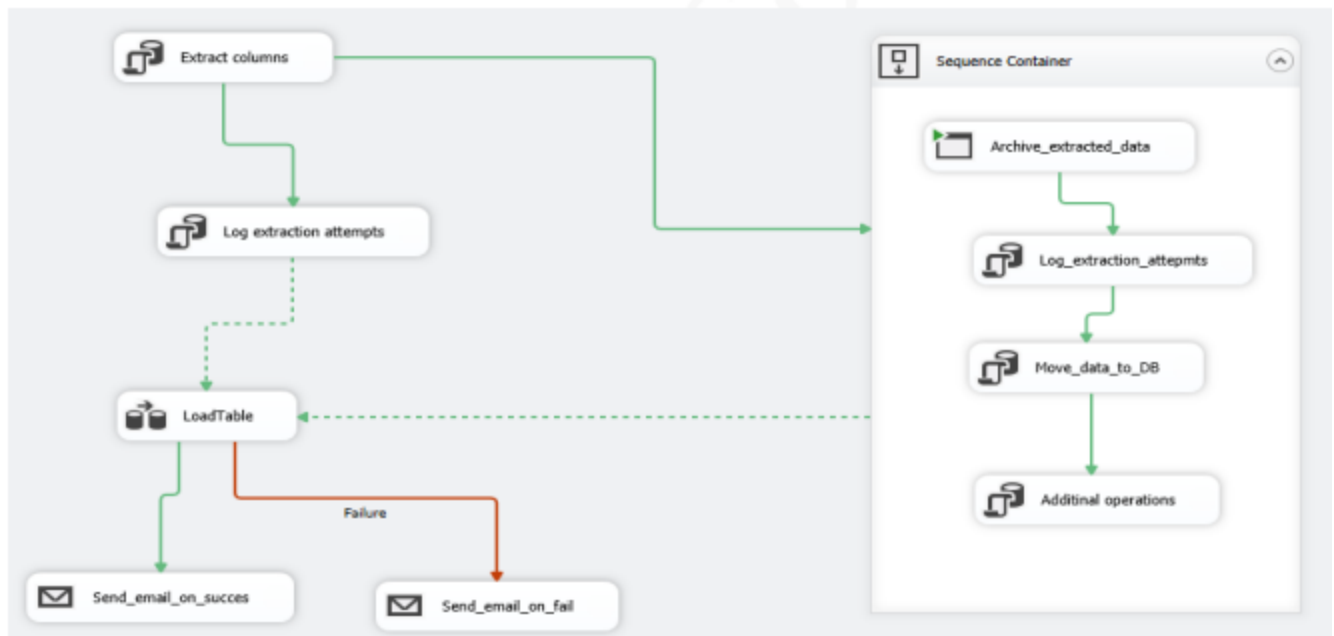 Extract columns
Sequence Container
Archive_extracted_data
Log extraction attempts
Log_extraction_attepmts
Move_data_to_DB
LoadTable
Additinal operations
Failure
Send_email_on_succes
Send_email_on_fail